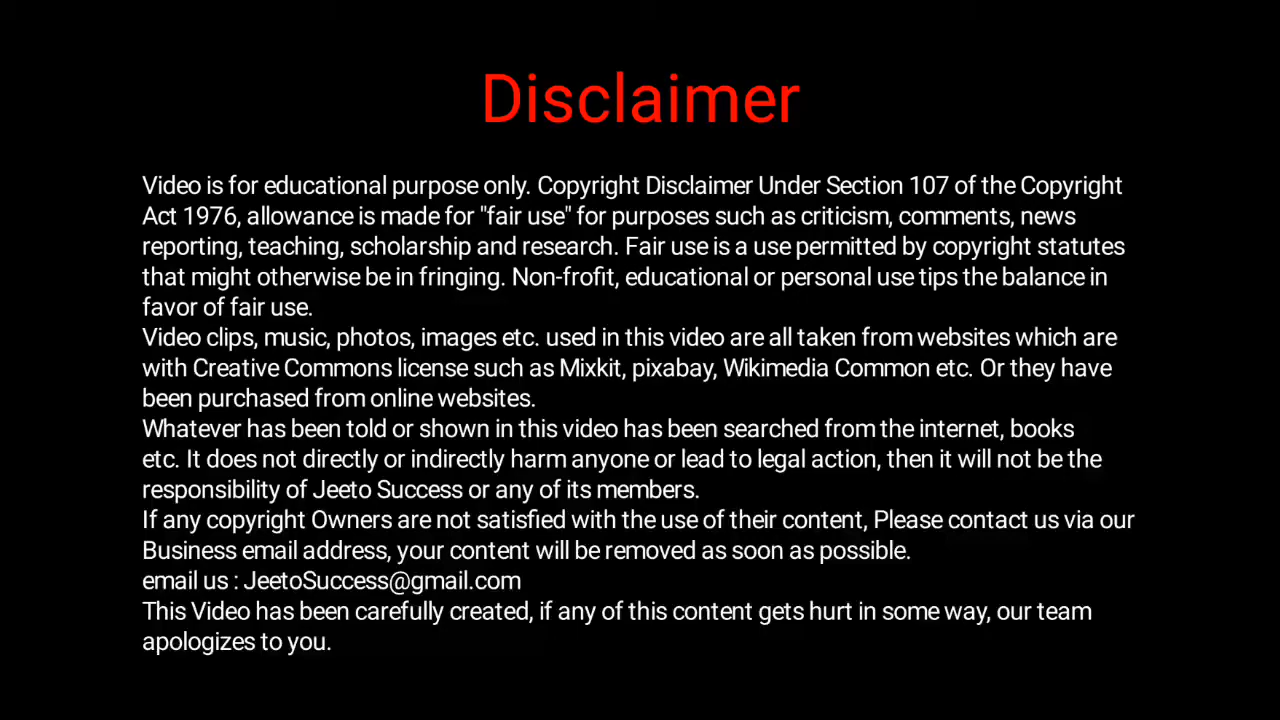 Disclaimer
Video is for educational purpose only. Copyright Disclaimer Under Section 107 of the Copyright
Act 1976, allowance is made for "fair use" for purposes such as criticism, comments, news
reporting, teaching, scholarship and research. Fair use is a use permitted by copyright statutes
that might otherwise be in fringing. Non-frofit, educational or personal use tips the balance in
favor of fair use.
Video clips, music, photos, images etc. used in this video are all taken from websites which are
with Creative Commons license such as Mixkit, pixabay, Wikimedia Common etc. Or they have
been purchased from online websites.
Whatever has been told or shown in this video has been searched from the internet, books
etc. It does not directly or indirectly harm anyone or lead to legal action, then it will not be the
responsibility of Jeeto Success or any of its members.
If any copyright Owners are not satisfied with the use of their content, Please contact us via our
Business email address, your content will be removed as soon as possible.
email us : JeetoSuccess@gmail.com
This Video has been carefully created, if any of this content gets hurt in some way, our team
apologizes to you.